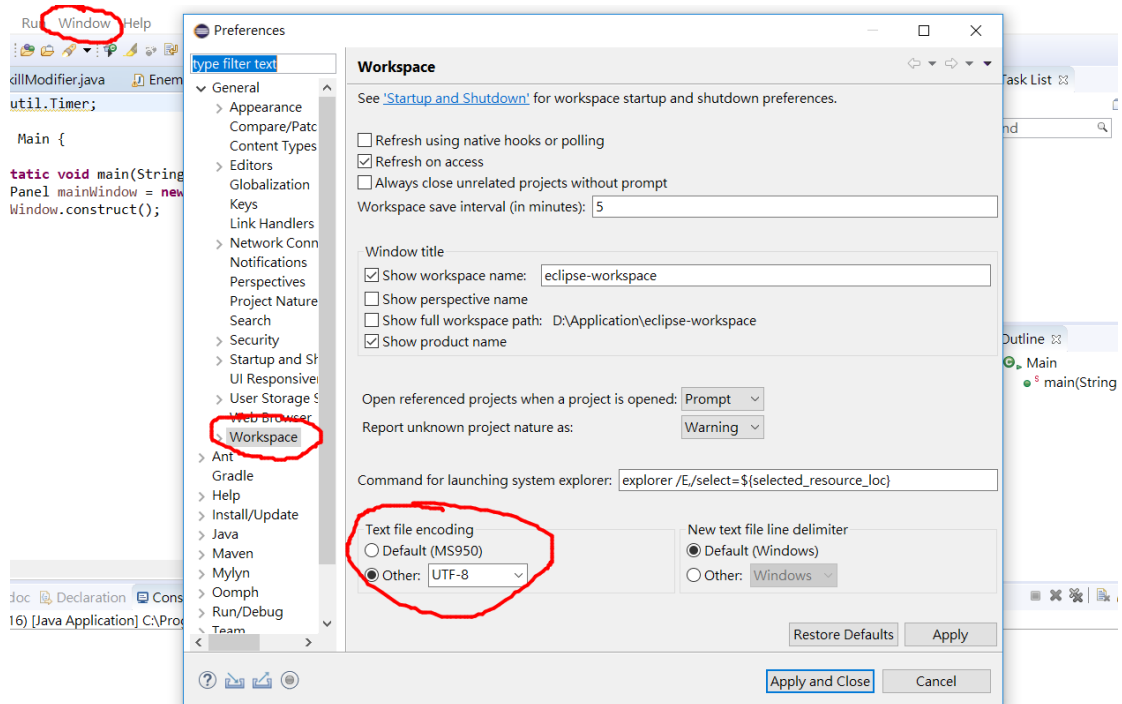 Run Window Help
Preferences
killModifier.java Enem
util.Timer;
Main {
tatic void main(String
Panel mainWindow = new
Window.construct();
type filter text
General
Appearance
Compare/Patc
Content Types
Editors
Globalization
Keys
Link Handlers
Network Conn
Notifications
Perspectives
Project Nature
Search
Security
Startup and Sh
UI Responsive
User Storage S
Web Browser
Workspace
Ant
Gradle
Help
Install/Update
Java
Maven
Mylyn
Oomph
Run/Debug
Team
Workspace
See 'Startup and Shutdown' for workspace startup and shutdown preferences.
Refresh using native hooks or polling
Refresh on access
Always close unrelated projects without prompt
Workspace save interval (in minutes): 5
Window title
Show workspace name: eclipse-workspace
Show perspective name
Show full workspace path: D:\Application\eclipse-workspace
Show product name
Open referenced projects when a project is opened: Prompt
Report unknown project nature as: Warning
Command for launching system explorer: explorer /E,/select=${selected_resource_loc}
Text file encoding
Default (MS950)
Other: UTF-8
New text file line delimiter
Default (Windows)
Other: Windows
Restore Defaults Apply
Apply and Close Cancel
Task List
nd
Outline
Main
main(String
doc Declaration Cons
16) [Java Application] C:\Pro